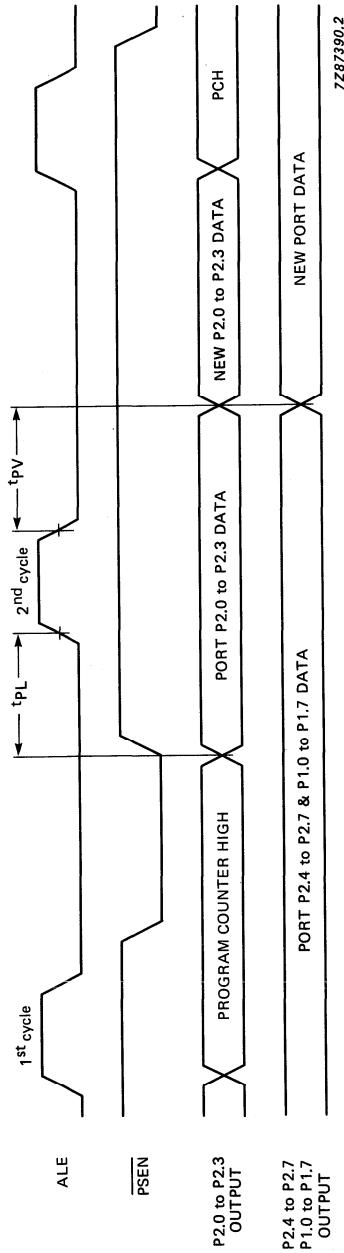 1st cycle
tPL
2nd cycle
tPV
ALE
PSEN
P2.0 to P2.3
OUTPUT
PROGRAM COUNTER HIGH
PORT P2.0 to P2.3 DATA
NEW P2.0 to P2.3 DATA
PCH
P2.4 to P2.7
P1.0 to P1.7
OUTPUT
PORT P2.4 to P2.7 & P1.0 to P1.7 DATA
NEW PORT DATA
7Z87390.2